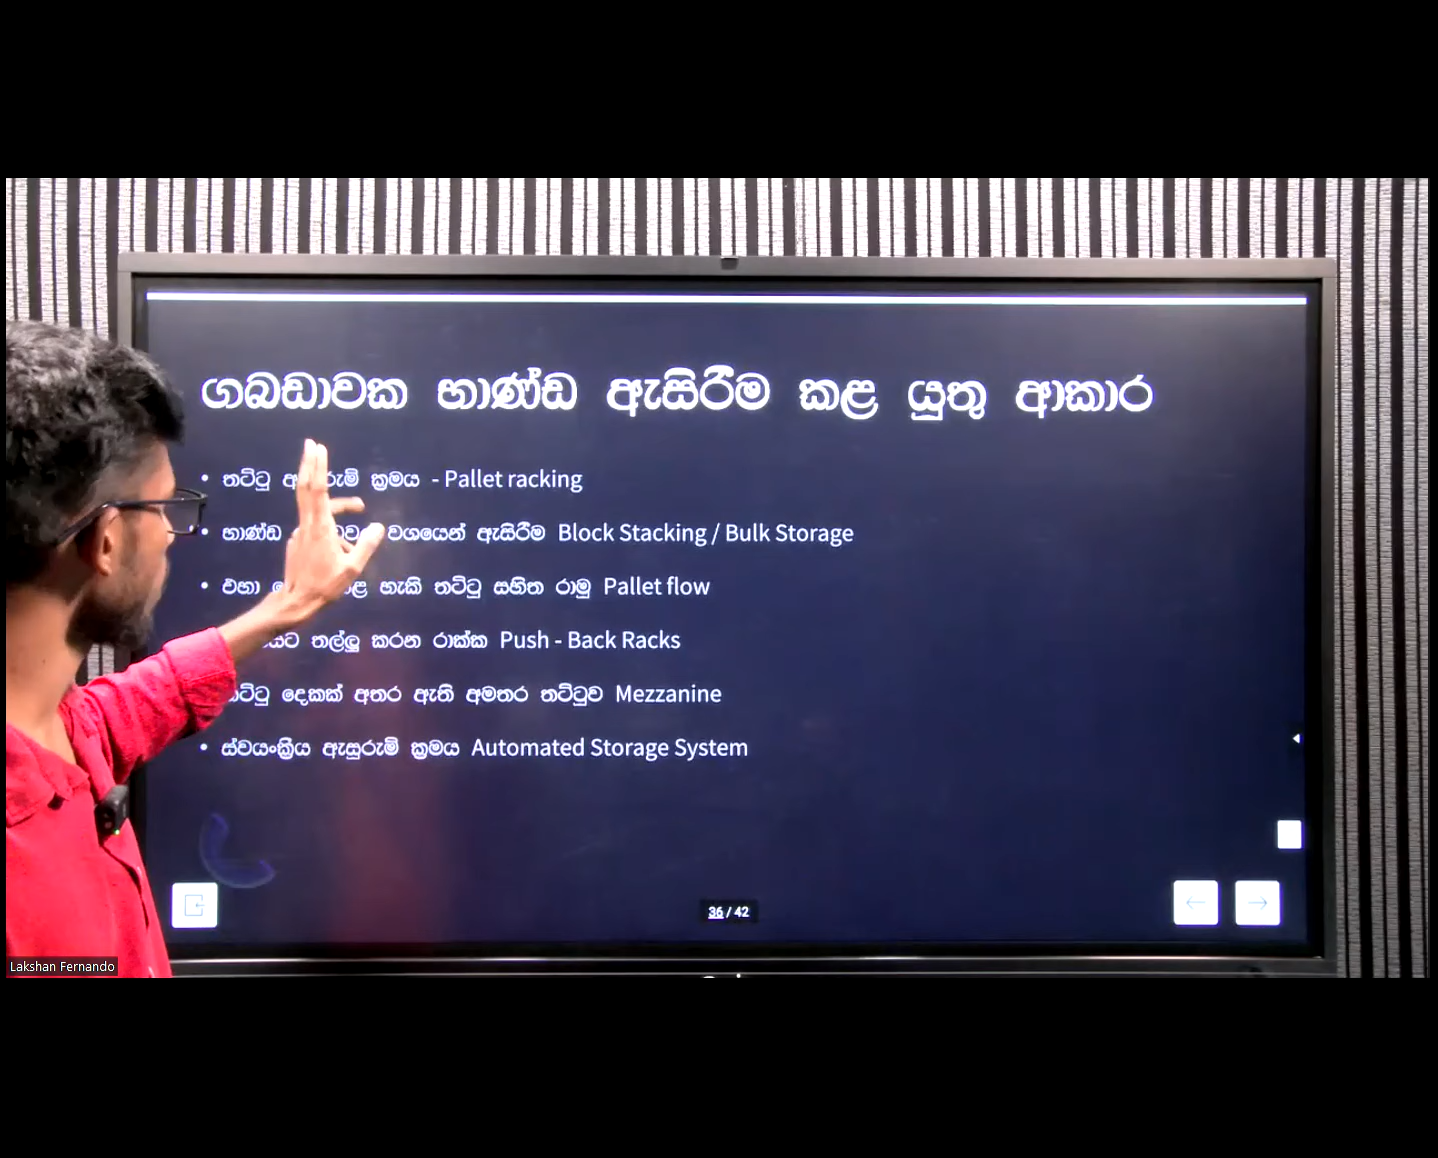 ගබඩාවක භාණ්ඩ ඇසිරීම කළ යුතු ආකාර
• තට්ටු ක්‍රමය - Pallet racking
• භාණ්ඩ වශයෙන් ඇසිරීම Block Stacking / Bulk Storage
• එහා හැකි තට්ටු සහිත රාමු Pallet flow
තල්ලු කරන රාක්ක Push - Back Racks
දෙකක් අතර ඇති අමතර තට්ටුව Mezzanine
• ස්වයංක්‍රීය ඇසුරුම් ක්‍රමය Automated Storage System
36 / 42
Lakshan Fernando